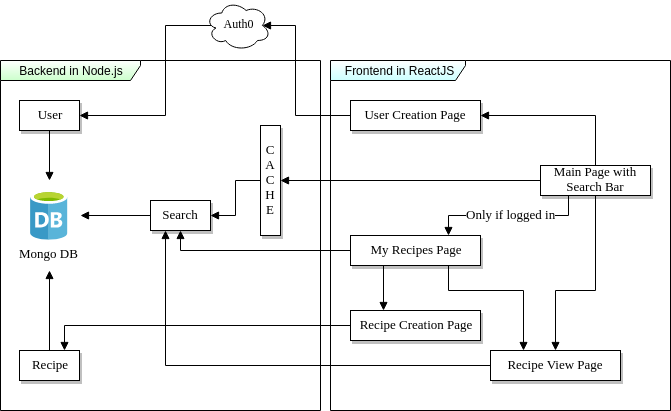 Auth0
Backend in Node.js
Frontend in ReactJS
User
User Creation Page
C
A
C
H
E
Main Page with
Search Bar
DB
Mongo DB
Search
Only if logged in
My Recipes Page
Recipe Creation Page
Recipe
Recipe View Page